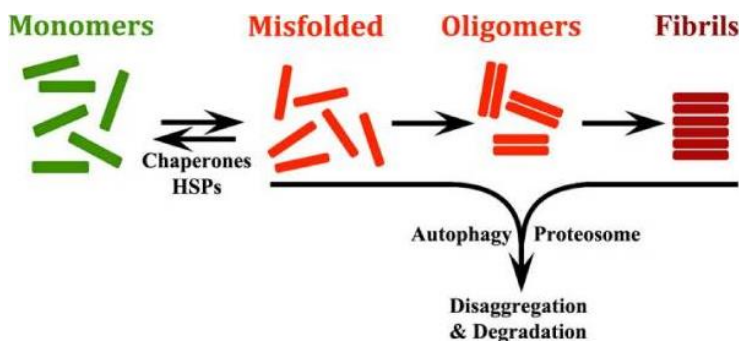 Monomers Misfolded Oligomers Fibrils
Chaperones
HSPs
Autophagy Proteosome
Disaggregation
& Degradation